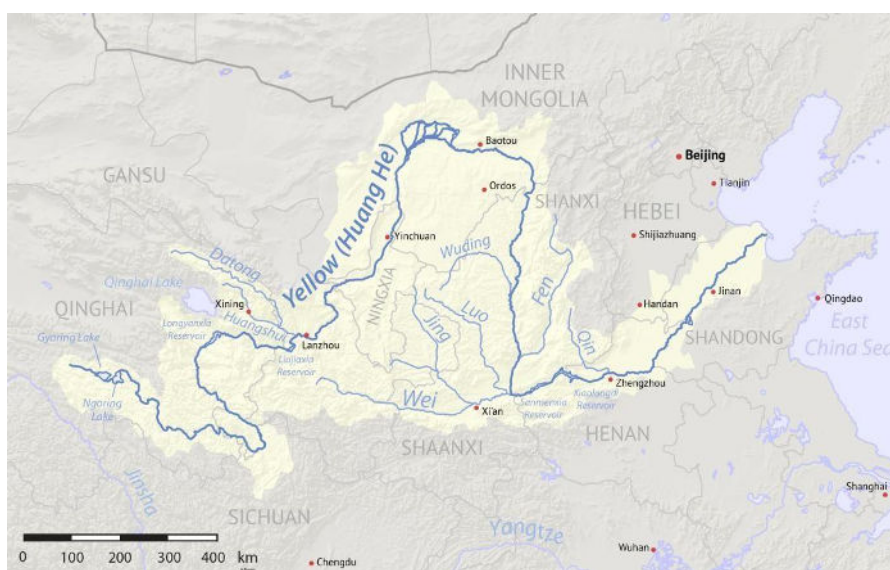 INNER
MONGOLIA
Baotou
Beijing
Ordos
Tianjin
GANSU
Yellow (Huang He)
SHANXI
HEBEI
Yinchuan
Shijiazhuang
Wuding
Datong
Qinghai Lake
NINGXIA
Fen
QINGHAI
Xining
Longyanxia
Reservoir
Huangshui
Luo
Jing
Handan
Jinan
Qingdao
East
China Sea
SHANDONG
Gyaring Lake
Lanzhou
Liujiaxia
Reservoir
Qin
Ngoring
Lake
Wei
Zhengzhou
Xiaolangdi
Reservoir
Xi'an
Sanmenxia
Reservoir
SHAANXI
HENAN
Jinsha
Shanghai
SICHUAN
Yangtze
Wuhan
0 100 200 300 400 km
Chengdu